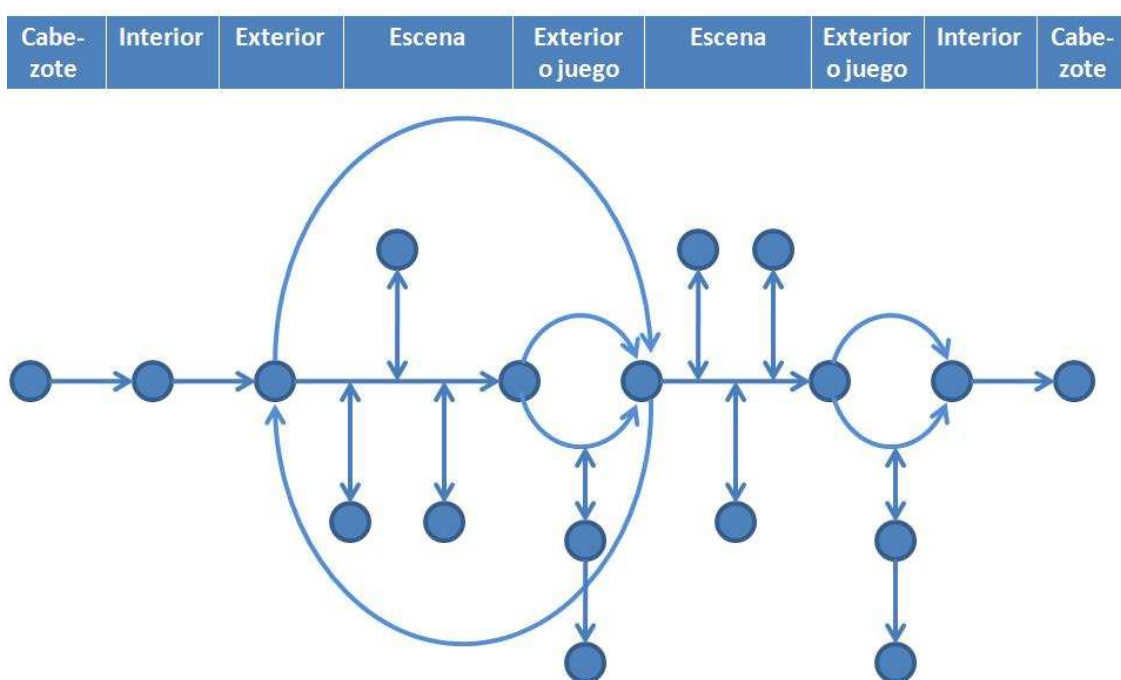 Cabe-
zote
Interior
Exterior
Escena
Exterior
o juego
Escena
Exterior
o juego
Interior
Cabe-
zote